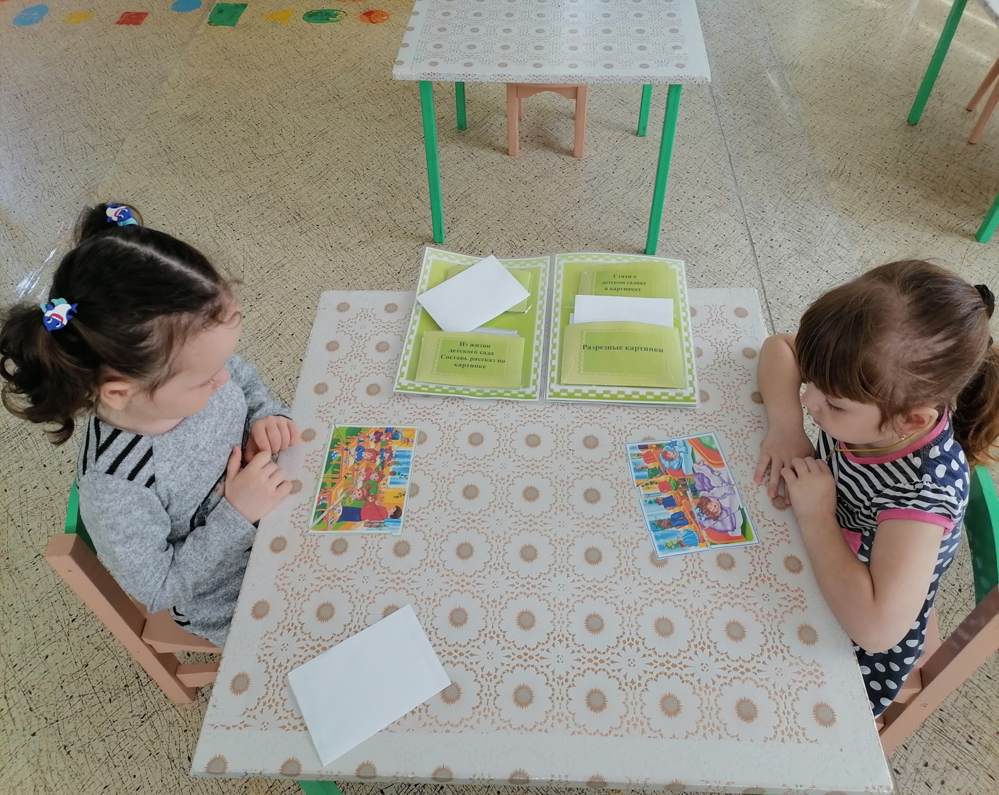 Из жизни
детского сада
Составь рассказ по
картинке
Стихи о
детском садике
в картинках
Разрезные картинки